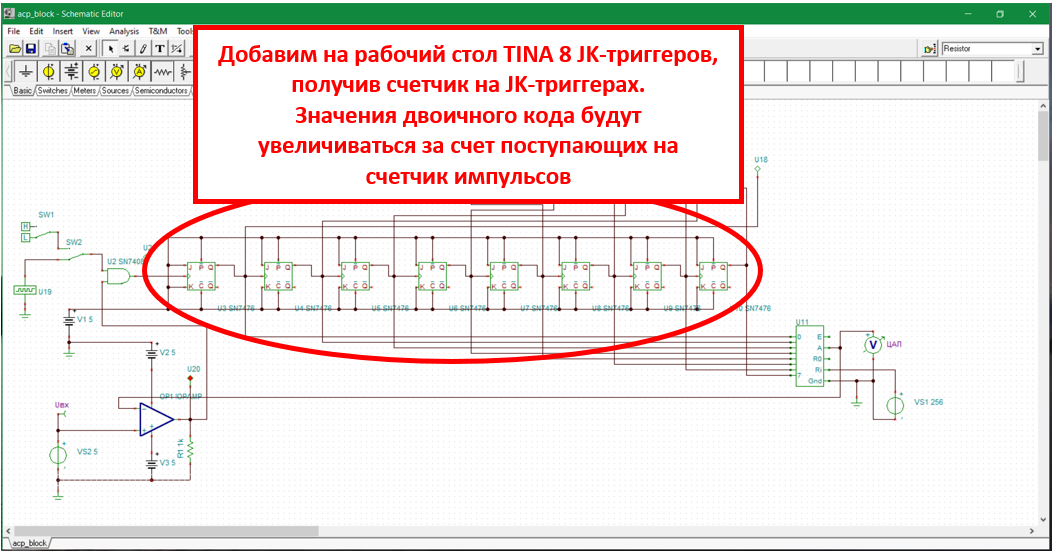 acp_block - Schematic Editor
File Edit Insert View Analysis T&M Tools
Добавим на рабочий стол TINA 8 JK-триггеров,
получив счетчик на JK-триггерах.
Значения двоичного кода будут
увеличиваться за счет поступающих на
счетчик импульсов
Resistor
Basic Switches Meters Sources Semiconductors
U18
SW1
H
L
SW2
U2 SN7408
U19
J P Q J P Q J P Q J P Q J P Q J P Q J P Q J P Q
K C Q K C Q K C Q K C Q K C Q K C Q K C Q K C Q
U3 SN7476 U4 SN7476 U5 SN7476 U6 SN7476 U7 SN7476 U8 SN7476 U9 SN7476 SN7476
V1 5
U11
0 E
A
R0
Ri
7 Gnd
V ЦАП
VS1 256
V2 5
U20
OP1 !OPAMP
Uвх
VS2 5
R1 1k
V3 5
acp_block